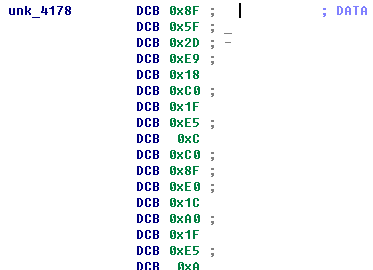 unk_4178 DCB 0x8F ; ; DATA
DCB 0x5F ; _
DCB 0x2D ; -
DCB 0xE9 ;
DCB 0x18
DCB 0xC0 ;
DCB 0x1F
DCB 0xE5 ;
DCB 0xC
DCB 0xC0 ;
DCB 0x8F ;
DCB 0xE0 ;
DCB 0x1C
DCB 0xA0 ;
DCB 0x1F
DCB 0xE5 ;
DCB 0xA